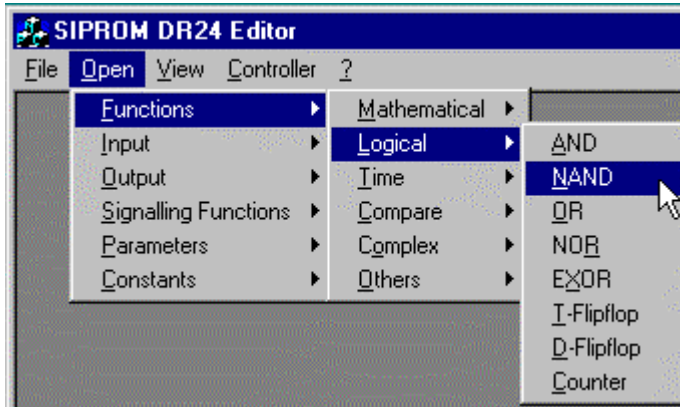 SIPROM DR24 Editor
File Open View Controller ?
Functions
Input
Output
Signalling Functions
Parameters
Constants
Mathematical
Logical
Time
Compare
Complex
Others
AND
NAND
OR
NOR
EXOR
T-Flipflop
D-Flipflop
Counter